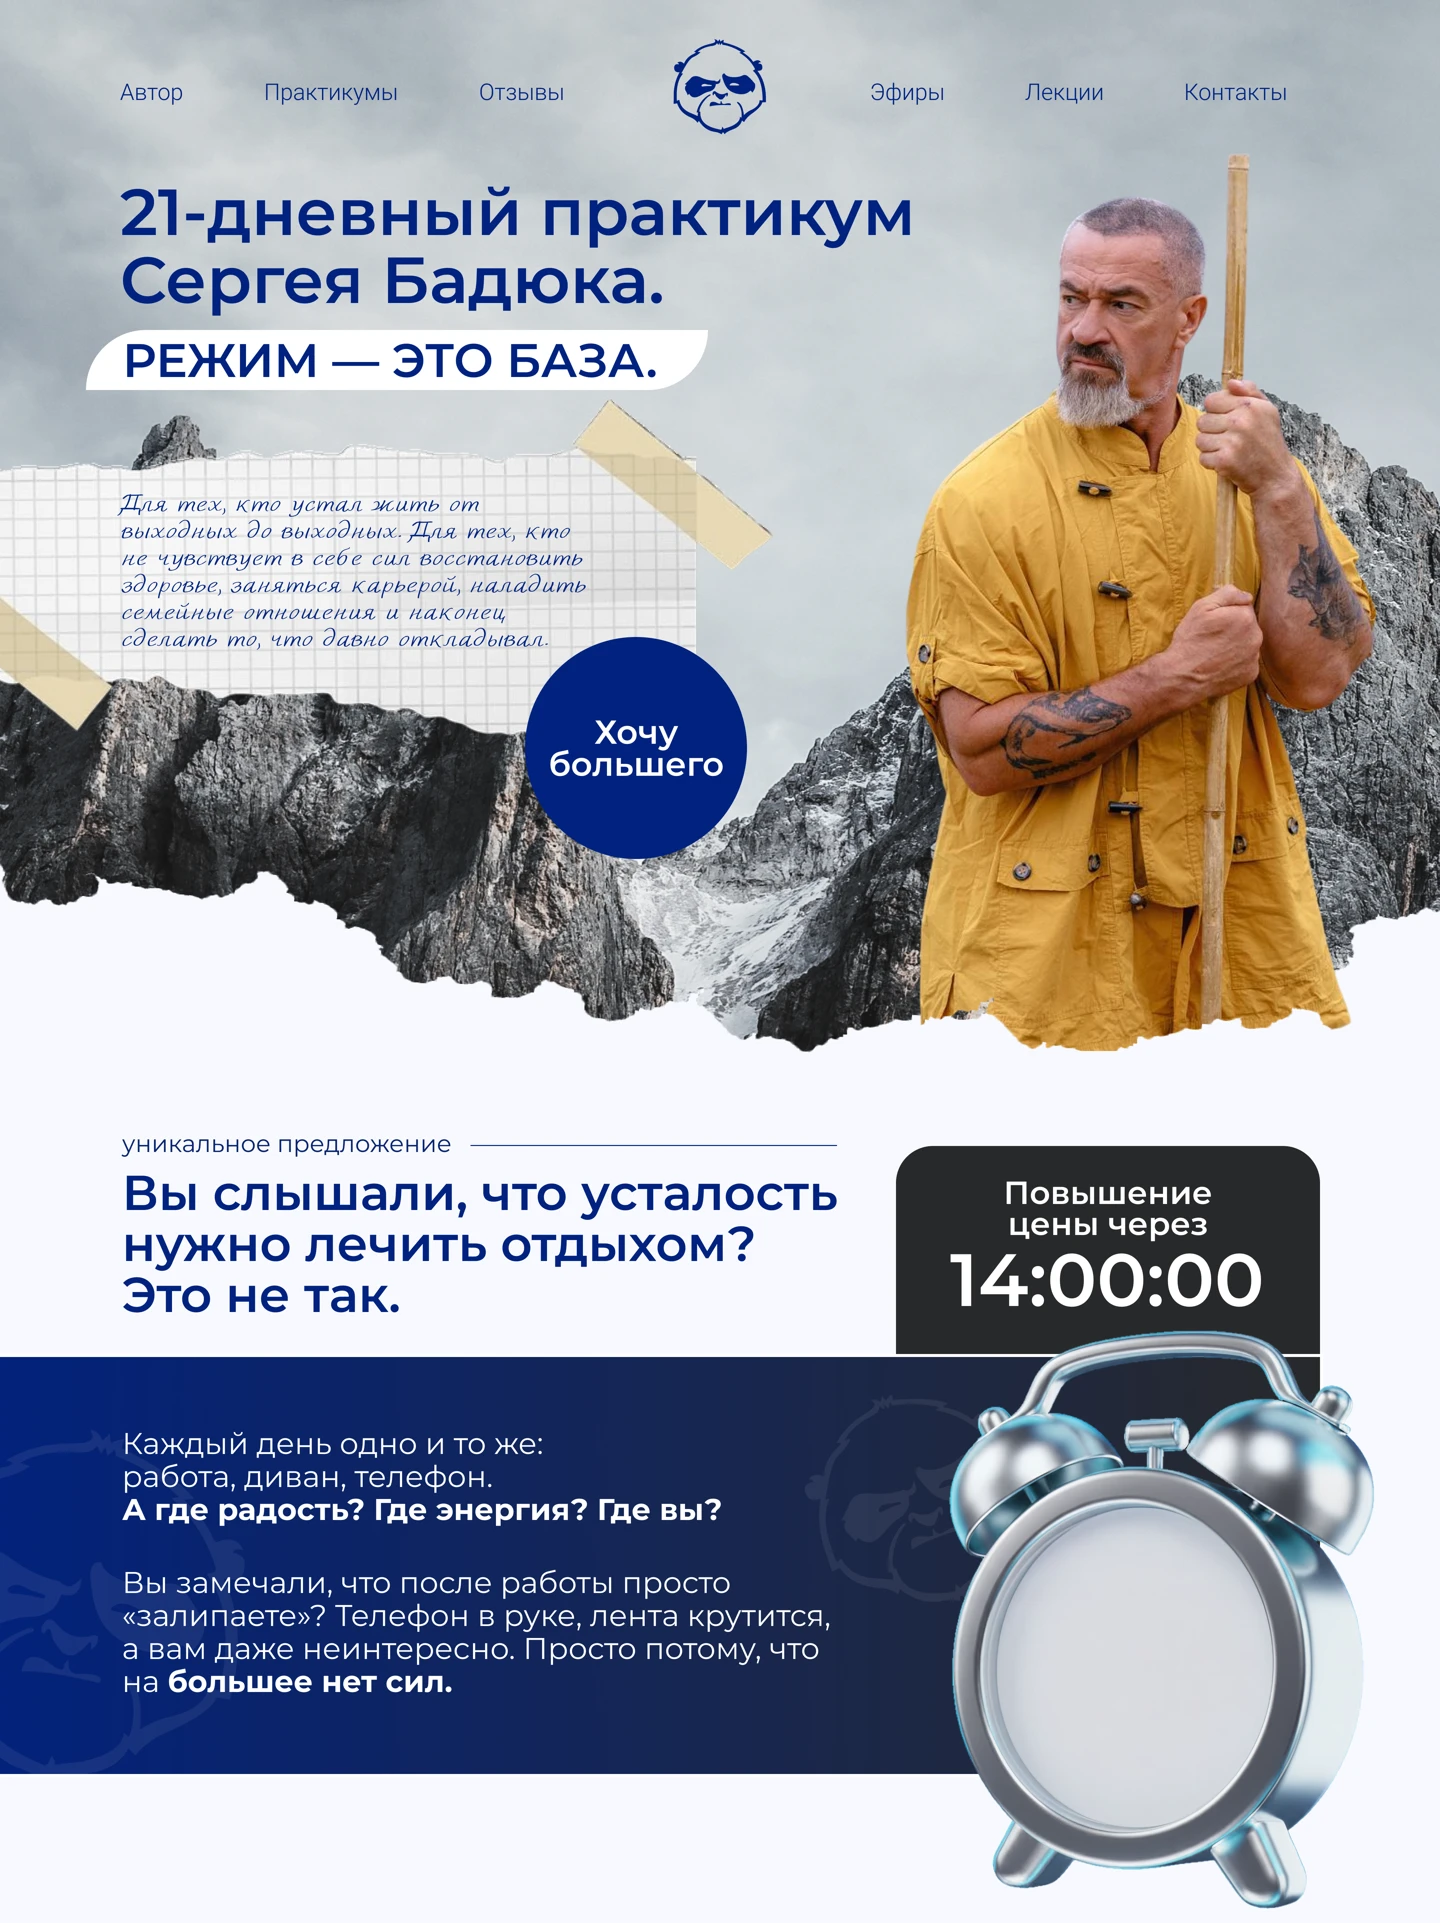 Автор
Практикумы
Отзывы
Эфиры
Лекции
Контакты
21-дневный практикум
Сергея Бадюка.
РЕЖИМ — ЭТО БАЗА.
Для тех, кто устал жить от
выходных до выходных. Для тех, кто
не чувствует в себе сил восстановить
здоровье, заняться карьерой, наладить
семейные отношения и наконец
сделать то, что давно откладывал.
Хочу
большего
уникальное предложение
Вы слышали, что усталость
нужно лечить отдыхом?
Это не так.
Повышение
цены через
14:00:00
Каждый день одно и то же:
работа, диван, телефон.
А где радость? Где энергия? Где вы?
Вы замечали, что после работы просто
«залипаете»? Телефон в руке, лента крутится,
а вам даже неинтересно. Просто потому, что
на большее нет сил.